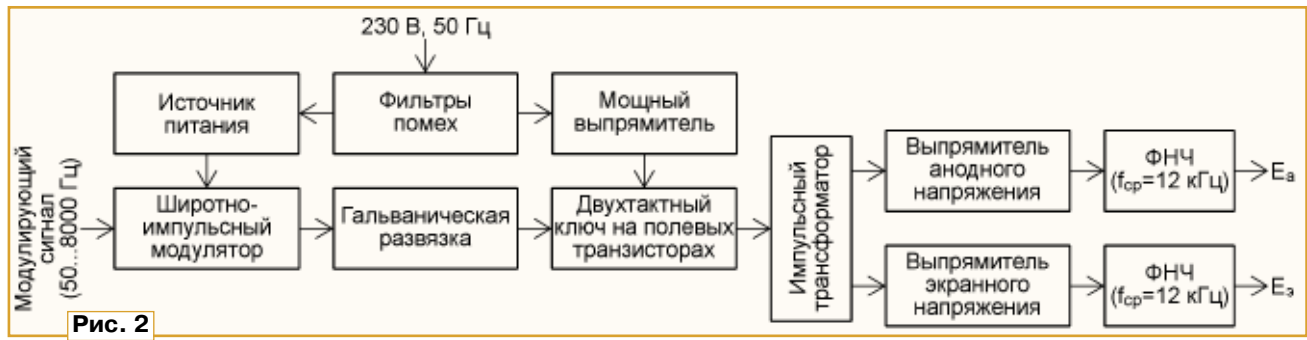 230 В, 50 Гц
Источник
питания
Фильтры
помех
Мощный
выпрямитель
Модулирующий
сигнал
(50...8000 Гц)
Широтно-
импульсный
модулятор
Гальваническая
развязка
Двухтактный
ключ на полевых
транзисторах
Импульсный
трансформатор
Выпрямитель
анодного
напряжения
ФНЧ
(fср=12 кГц)
Eа
Выпрямитель
экранного
напряжения
ФНЧ
(fср=12 кГц)
Eэ
Рис. 2